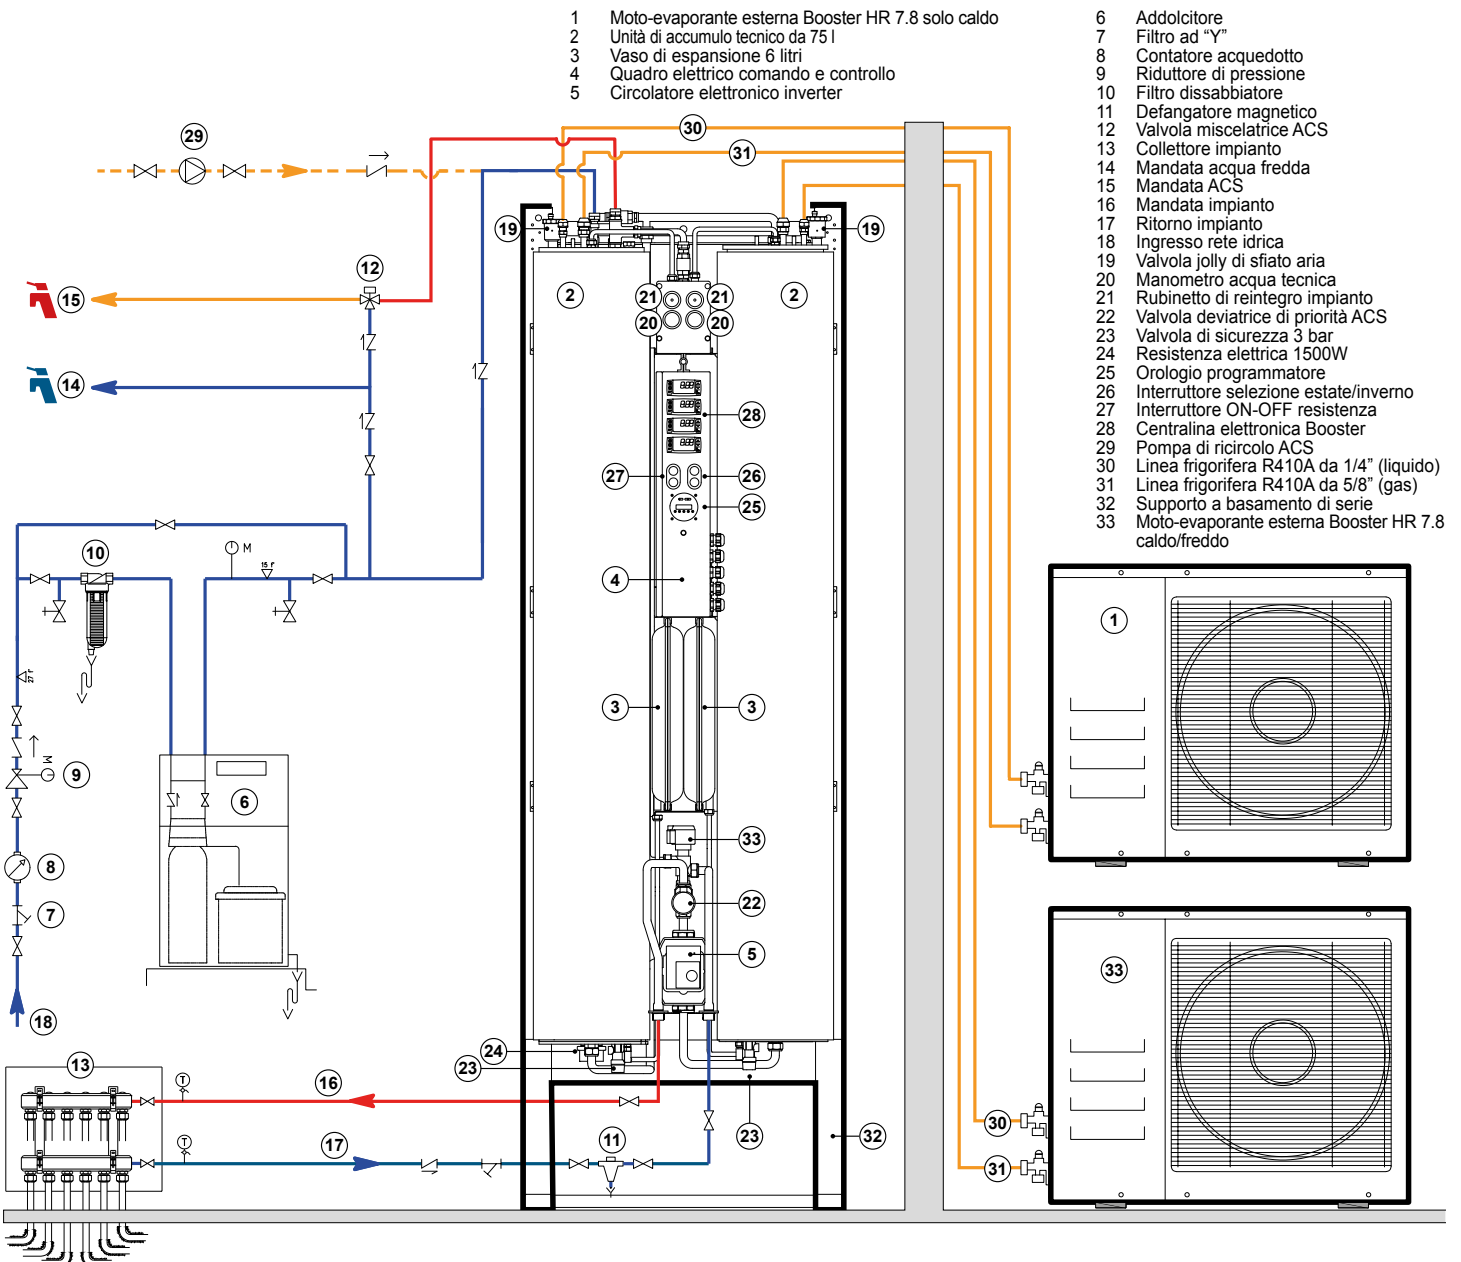 1 Moto-evaporante esterna Booster HR 7.8 solo caldo
2 Unità di accumulo tecnico da 75 l
3 Vaso di espansione 6 litri
4 Quadro elettrico comando e controllo
5 Circolatore elettronico inverter
6 Addolcitore
7 Filtro ad “Y”
8 Contatore acquedotto
9 Riduttore di pressione
10 Filtro dissabbiatore
11 Defangatore magnetico
12 Valvola miscelatrice ACS
13 Collettore impianto
14 Mandata acqua fredda
15 Mandata ACS
16 Mandata impianto
17 Ritorno impianto
18 Ingresso rete idrica
19 Valvola jolly di sfiato aria
20 Manometro acqua tecnica
21 Rubinetto di reintegro impianto
22 Valvola deviatrice di priorità ACS
23 Valvola di sicurezza 3 bar
24 Resistenza elettrica 1500W
25 Orologio programmatore
26 Interruttore selezione estate/inverno
27 Interruttore ON-OFF resistenza
28 Centralina elettronica Booster
29 Pompa di ricircolo ACS
30 Linea frigorifera R410A da 1/4” (liquido)
31 Linea frigorifera R410A da 5/8” (gas)
32 Supporto a basamento di serie
33 Moto-evaporante esterna Booster HR 7.8
caldo/freddo
29
30
31
19
19
12
15
2
21
21
2
20
20
14
28
27
26
25
10
M
15 f
4
1
27 f
3
3
M
9
6
33
8
7
22
5
33
18
24
23
13
T
16
30
11
23
32
T
17
31